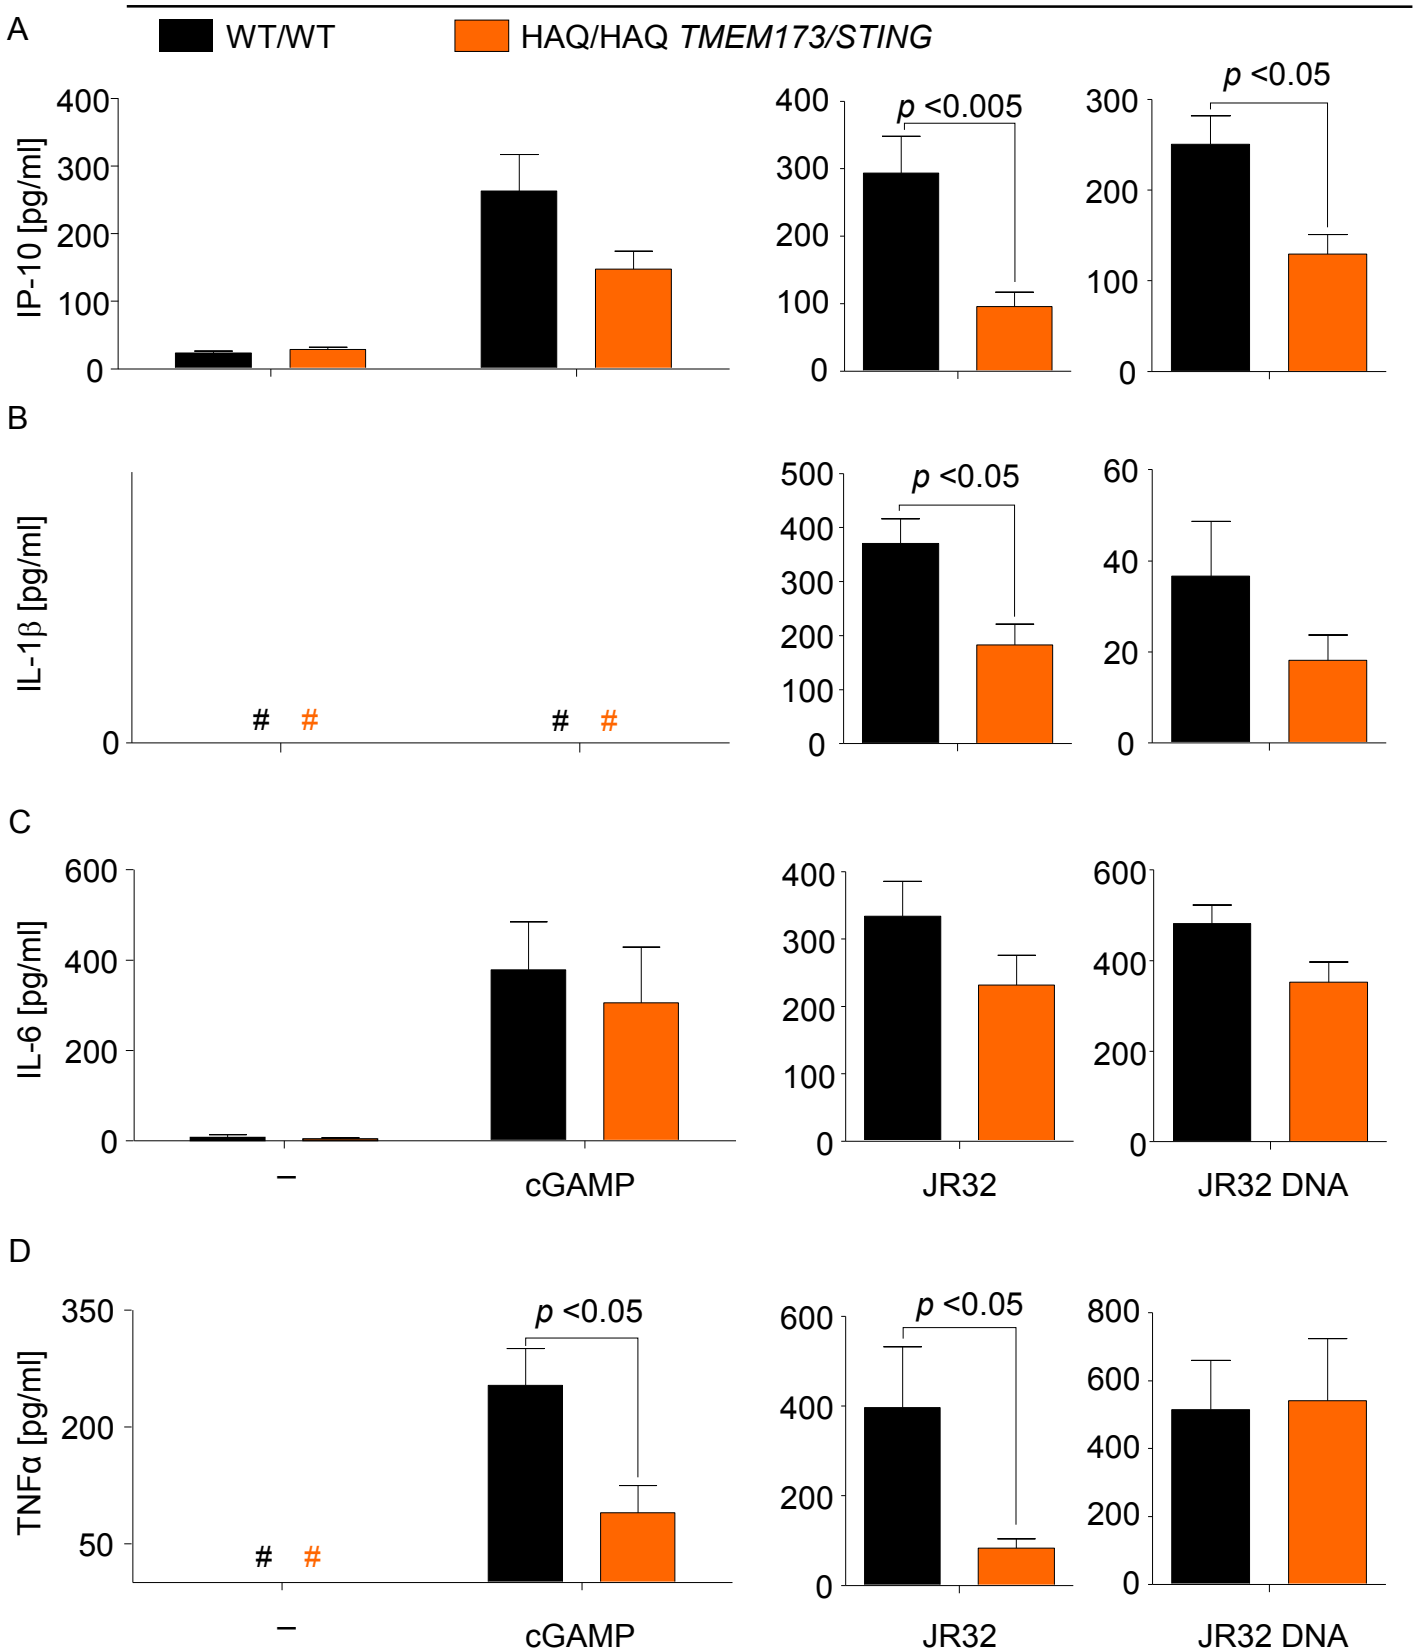 A
WT/WT
HAQ/HAQ TMEM173/STING
IP-10 [pg/ml]
400
300
200
100
0
p <0.005
400
300
200
100
0
p <0.05
300
200
100
0
B
IL-1β [pg/ml]
0
# # # #
p <0.05
500
400
300
200
100
0
60
40
20
0
C
IL-6 [pg/ml]
600
400
200
0
400
300
200
100
0
600
400
200
0
– cGAMP JR32 JR32 DNA
D
TNFα [pg/ml]
350
200
50
# #
p <0.05
p <0.05
600
400
200
0
800
600
400
200
0
– cGAMP JR32 JR32 DNA